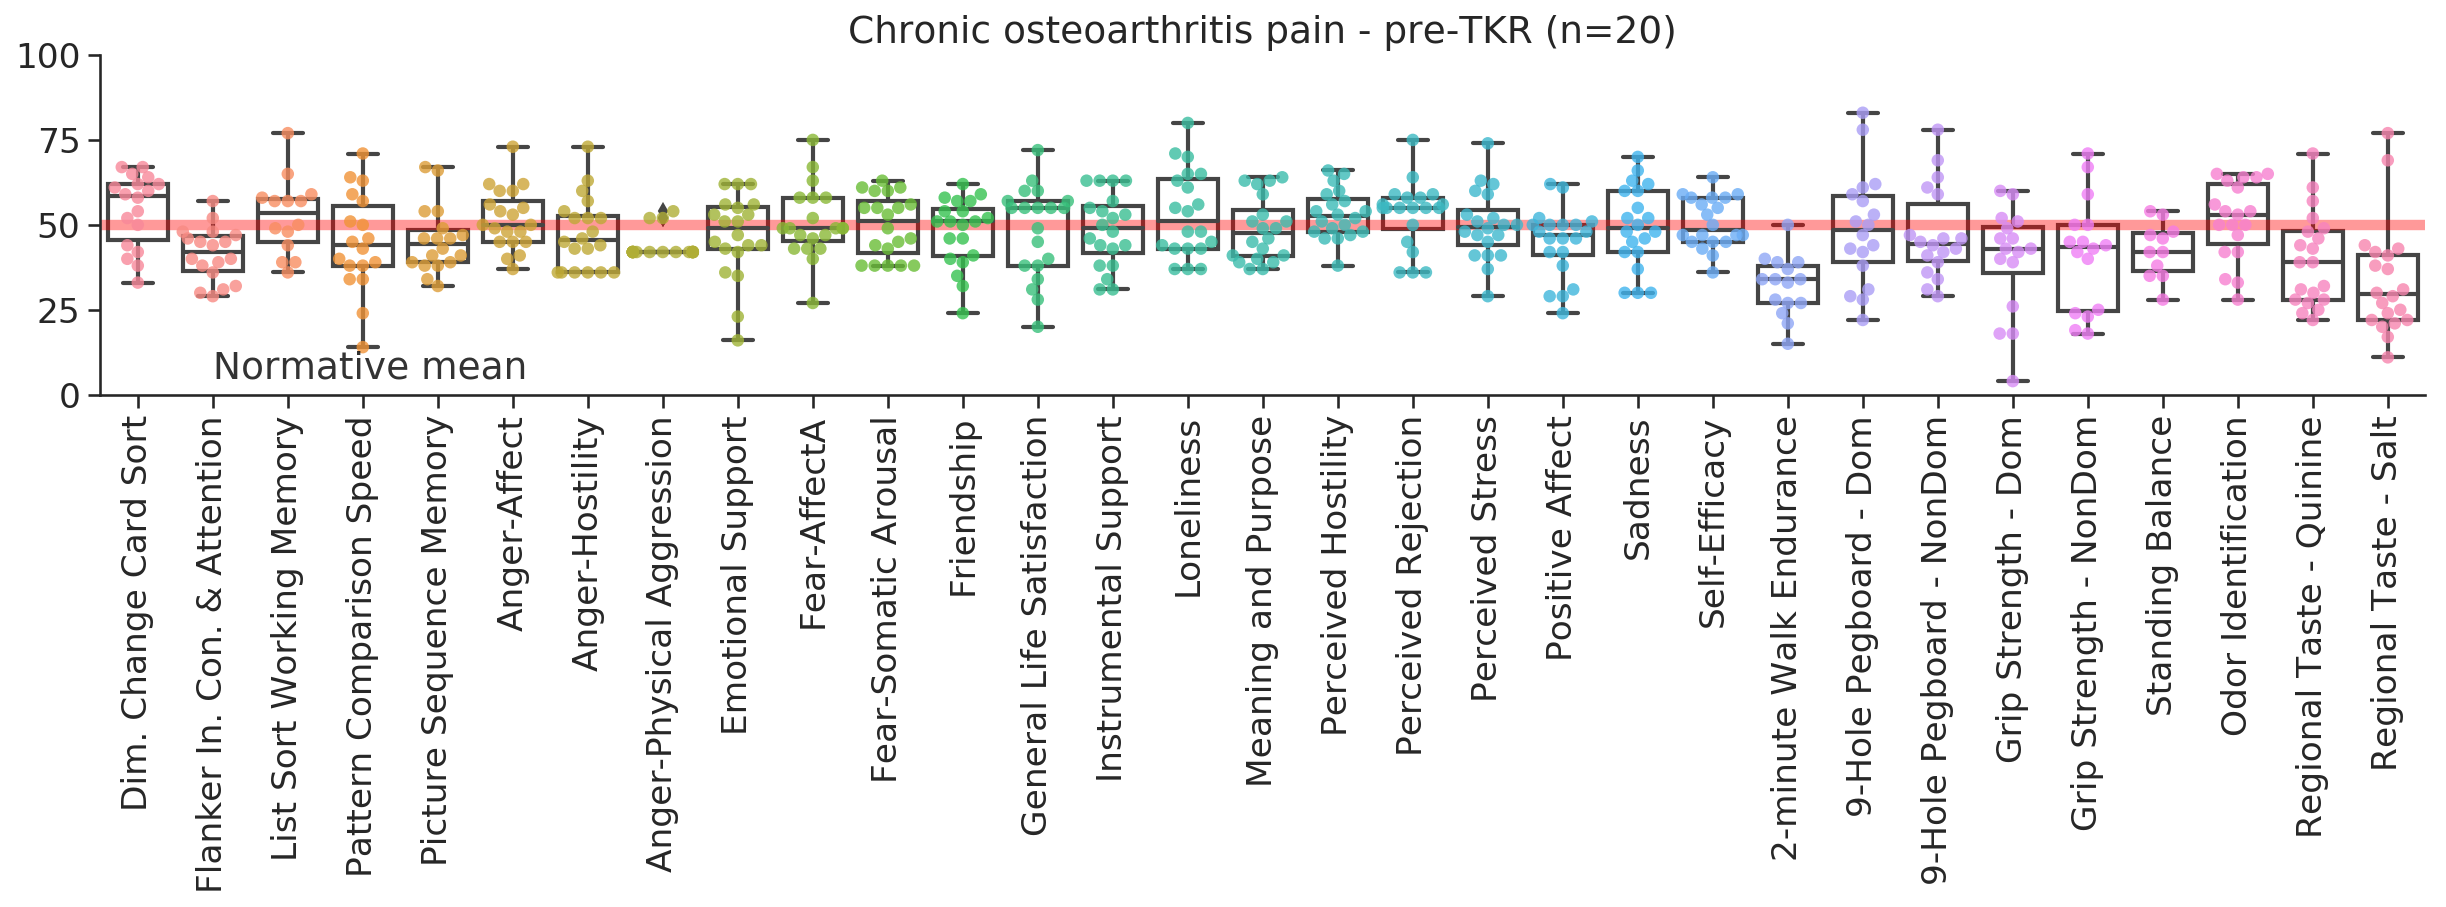 Chronic osteoarthritis pain - pre-TKR (n=20)
100
75
50
25
0
Normative mean
Dim. Change Card Sort
Flanker In. Con. & Attention
List Sort Working Memory
Pattern Comparison Speed
Picture Sequence Memory
Anger-Affect
Anger-Hostility
Anger-Physical Aggression
Emotional Support
Fear-AffectA
Fear-Somatic Arousal
Friendship
General Life Satisfaction
Instrumental Support
Loneliness
Meaning and Purpose
Perceived Hostility
Perceived Rejection
Perceived Stress
Positive Affect
Sadness
Self-Efficacy
2-minute Walk Endurance
9-Hole Pegboard - Dom
9-Hole Pegboard - NonDom
Grip Strength - Dom
Grip Strength - NonDom
Standing Balance
Odor Identification
Regional Taste - Quinine
Regional Taste - Salt